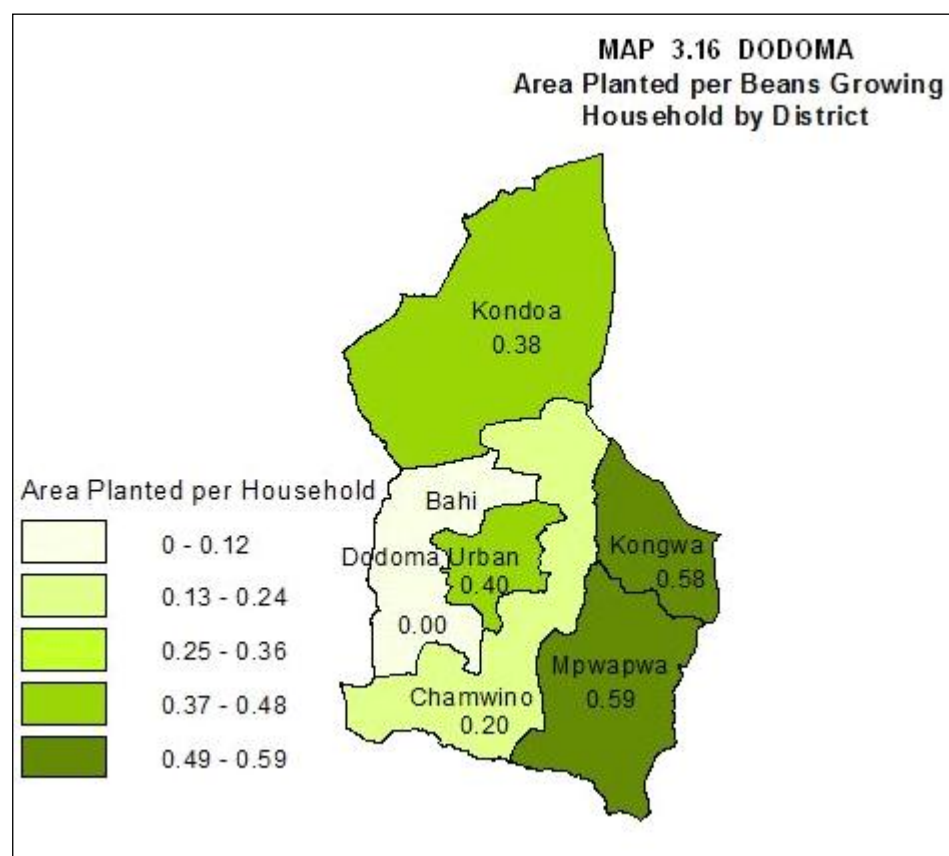 MAP 3.16 DODOMA
Area Planted per Beans Growing
Household by District
Kondoa
0.38
Area Planted per Household
0 - 0.12
0.13 - 0.24
0.25 - 0.36
0.37 - 0.48
0.49 - 0.59
Bahi
0.00
Dodoma Urban
0.40
Kongwa
0.58
Mpwapwa
0.59
Chamwino
0.20